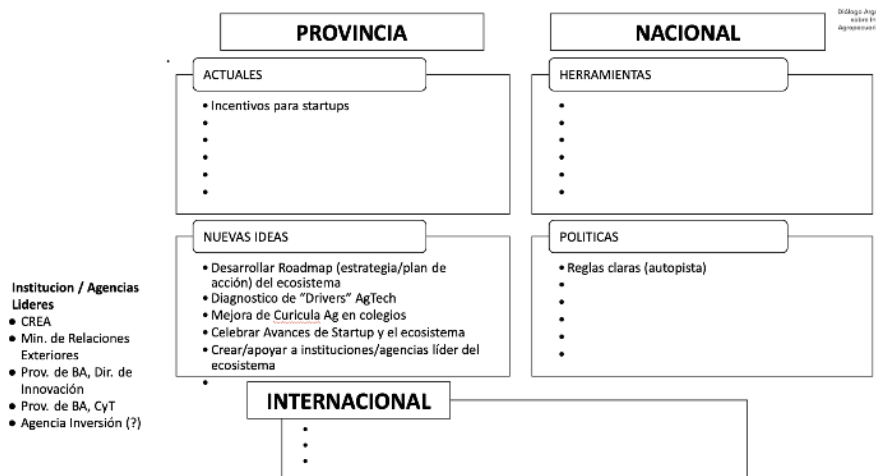 Diálogo
sobre
PROVINCIA
NACIONAL
ACTUALES
• Incentivos para startups
HERRAMIENTAS
NUEVAS IDEAS
• Desarrollar Roadmap (estrategia/plan de
acción) del ecosistema
• Diagnostico de “Drivers” AgTech
• Mejora de Curicula Ag en colegios
• Celebrar Avances de Startup y el ecosistema
• Crear/apoyar a instituciones/agencias líder del
ecosistema
POLITICAS
• Reglas claras (autopista)
Institucion / Agencias
Lideres
• CREA
• Min. de Relaciones
Exteriores
• Prov. de BA, Dir. de
Innovación
• Prov. de BA, CyT
• Agencia Inversión (?)
INTERNACIONAL